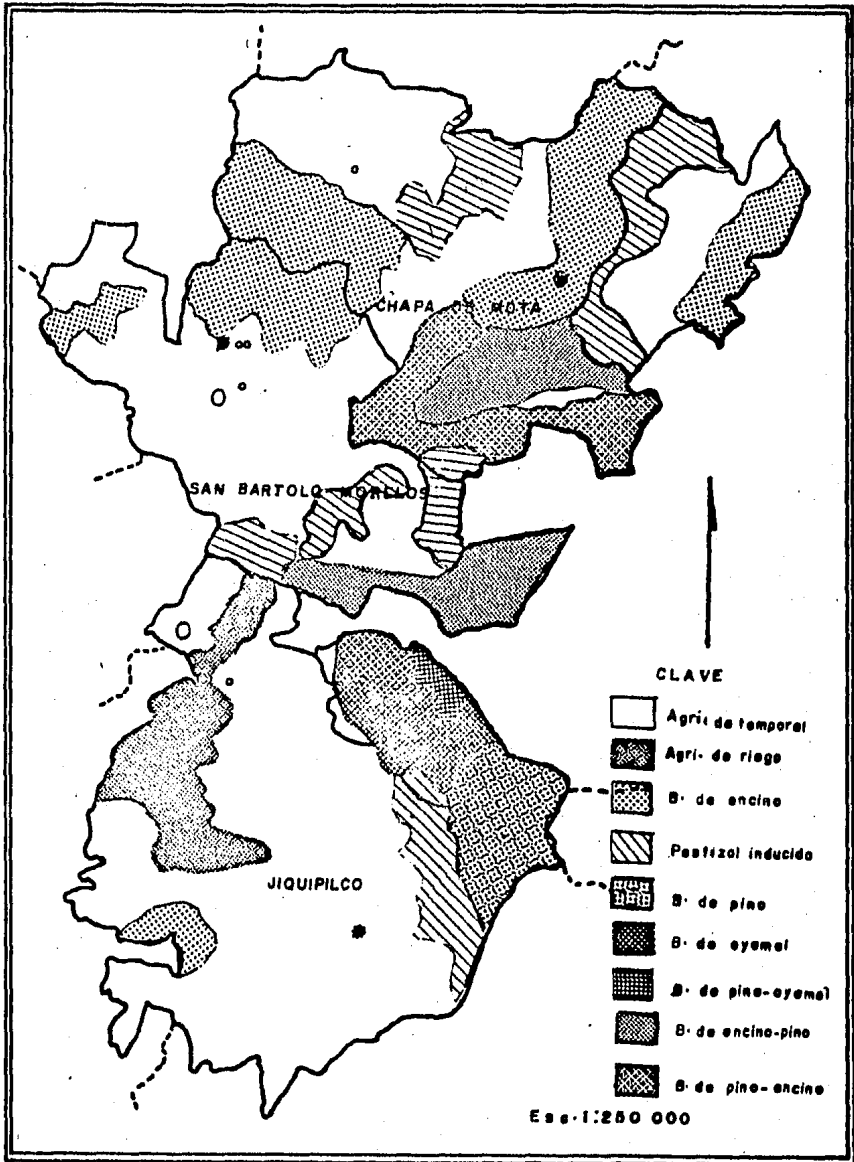 CHAPA DE MOTA
SAN BARTOLO MORELOS
JIQUIPILCO
CLAVE
Agri. de temporal
Agri. de riego
B. de encino
Pastizal inducido
B. de pino
B. de oyamel
B. de pino-oyamel
B. de encino-pino
B. de pino-encino
Esc. 1:250 000